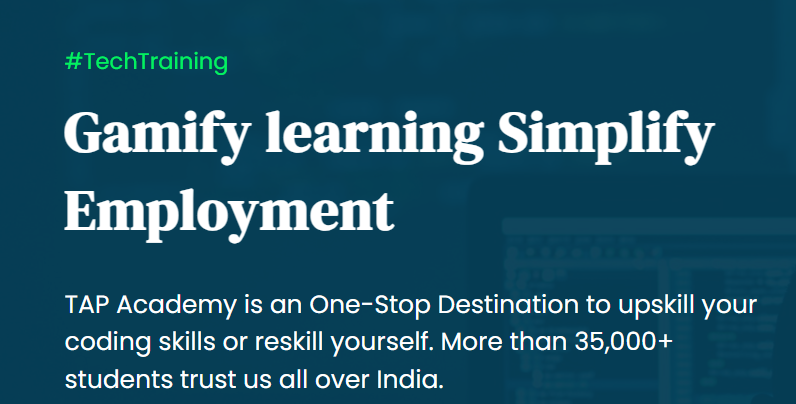 #TechTraining
Gamify learning Simplify
Employment
TAP Academy is an One-Stop Destination to upskill your
coding skills or reskill yourself. More than 35,000+
students trust us all over India.